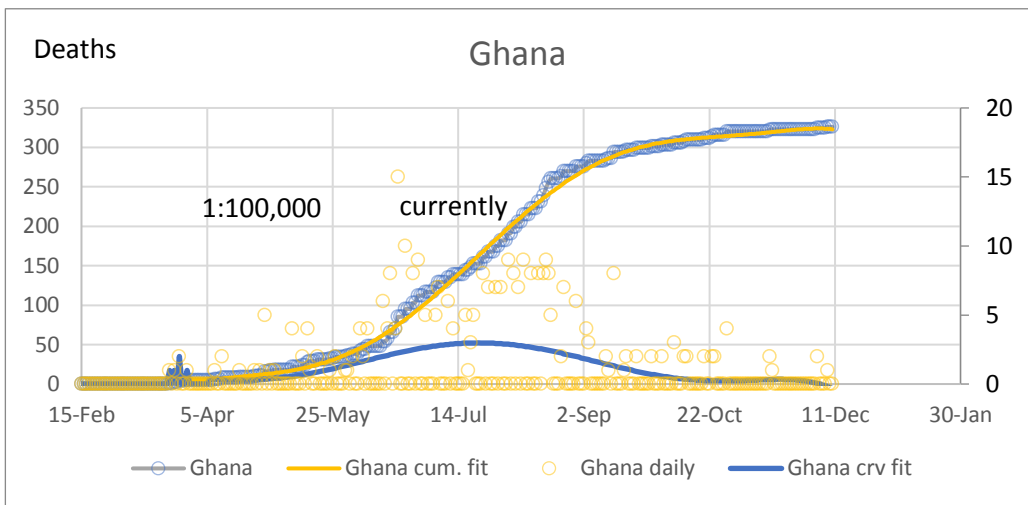 Deaths
Ghana
350 20
300
250 15
200
1:100,000 currently
150 10
100 5
50
0 0
15-Feb 5-Apr 25-May 14-Jul 2-Sep 22-Oct 11-Dec 30-Jan
Ghana Ghana cum. fit Ghana daily Ghana crv fit